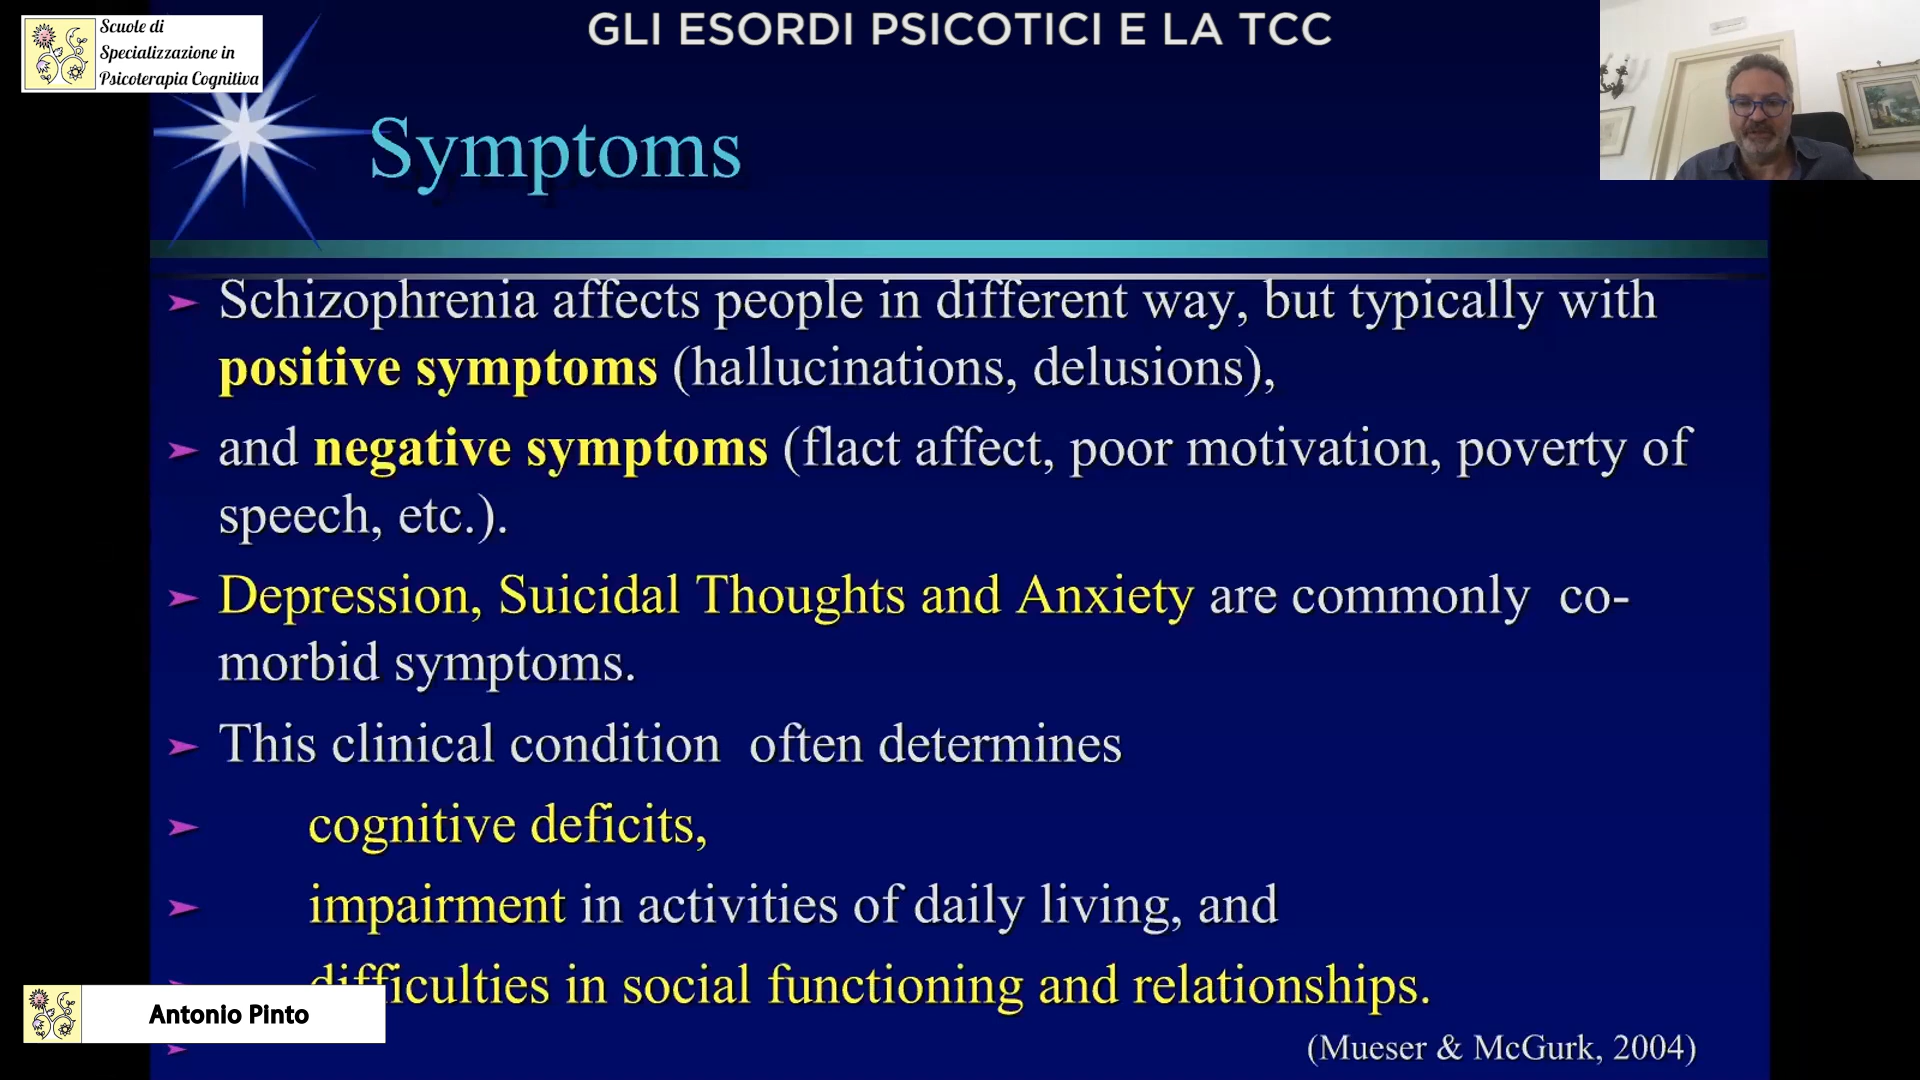 Scuole di
Specializzazione in
Psicoterapia Cognitiva
GLI ESORDI PSICOTICI E LA TCC
Symptoms
Schizophrenia affects people in different way, but typically with
positive symptoms (hallucinations, delusions),
and negative symptoms (flact affect, poor motivation, poverty of
speech, etc.).
Depression, Suicidal Thoughts and Anxiety are commonly co-
morbid symptoms.
This clinical condition often determines
cognitive deficits,
impairment in activities of daily living, and
difficulties in social functioning and relationships.
Antonio Pinto
(Mueser & McGurk, 2004)